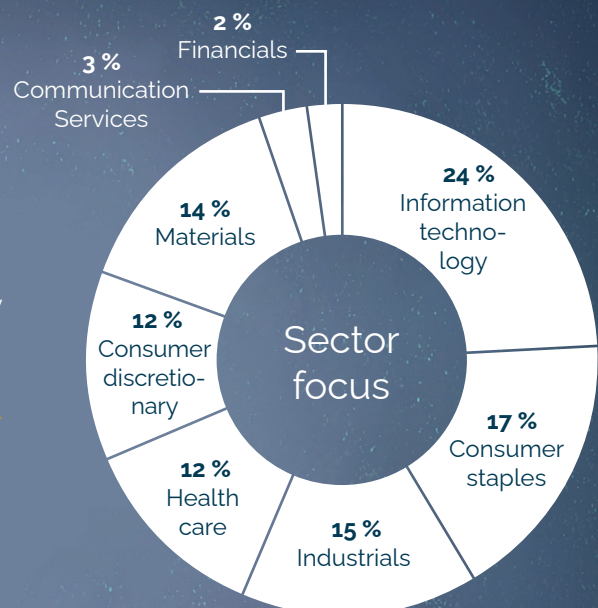 2 %
Financials
3 %
Communication
Services
24 %
Information
techno-
logy
14 %
Materials
12 %
Consumer
discretio-
nary
Sector
focus
17 %
Consumer
staples
12 %
Health
care
15 %
Industrials